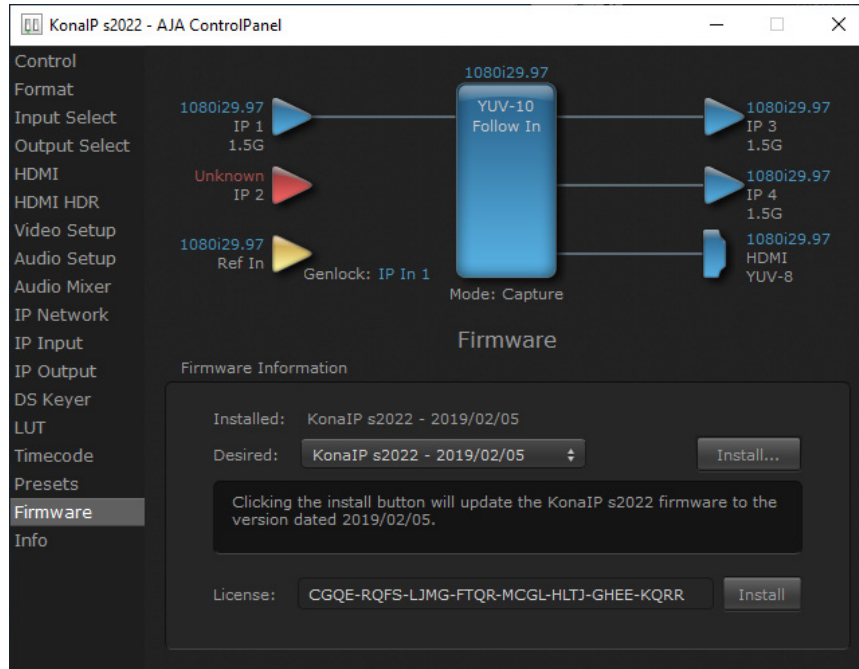 KonaIP s2022 - AJA ControlPanel
Control
Format
Input Select
Output Select
HDMI
HDMI HDR
Video Setup
Audio Setup
Audio Mixer
IP Network
IP Input
IP Output
DS Keyer
LUT
Timecode
Presets
Firmware
Info
1080i29.97
IP 1
1.5G
Unknown
IP 2
1080i29.97
Ref In
Genlock: IP In 1
1080i29.97
YUV-10
Follow In
Mode: Capture
1080i29.97
IP 3
1.5G
1080i29.97
IP 4
1.5G
1080i29.97
HDMI
YUV-8
Firmware
Firmware Information
Installed: KonaIP s2022 - 2019/02/05
Desired: KonaIP s2022 - 2019/02/05 Install...
Clicking the install button will update the KonaIP s2022 firmware to the
version dated 2019/02/05.
License: CGQE-RQFS-LJMG-FTQR-MCGL-HLTJ-GHEE-KQRR Install